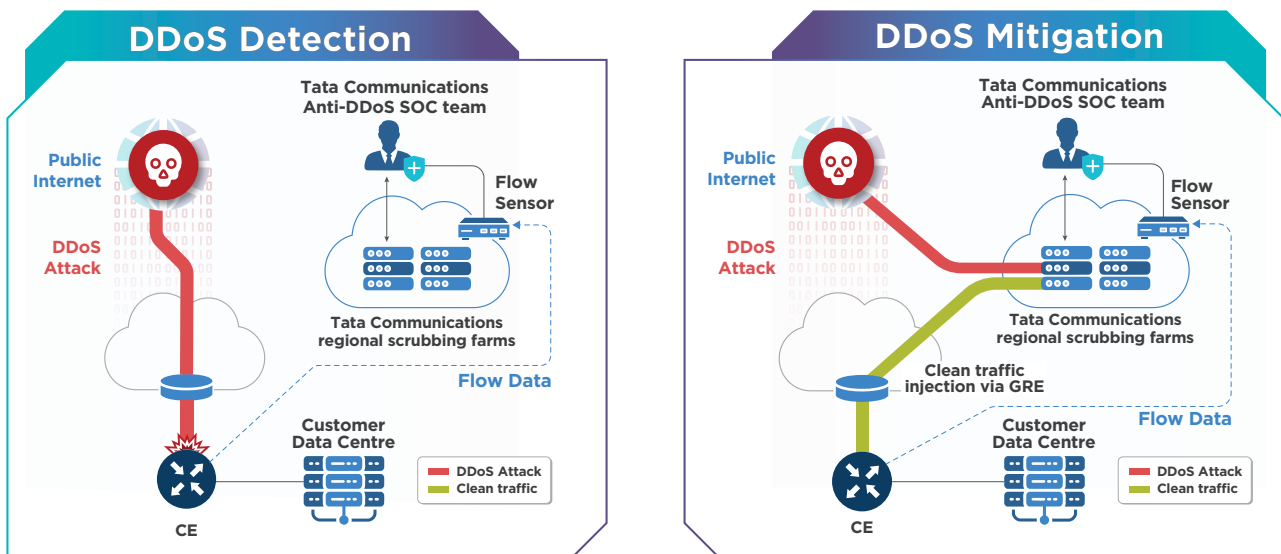 DDoS Detection
Tata Communications
Anti-DDoS SOC team
Public
Internet
Flow
Sensor
DDoS
Attack
Tata Communications
regional scrubbing farms
Flow Data
Customer
Data Centre
DDoS Attack
Clean traffic
CE
DDoS Mitigation
Tata Communications
Anti-DDoS SOC team
Public
Internet
Flow
Sensor
DDoS
Attack
Tata Communications
regional scrubbing farms
Clean traffic
injection via GRE
Flow Data
Customer
Data Centre
DDoS Attack
Clean traffic
CE